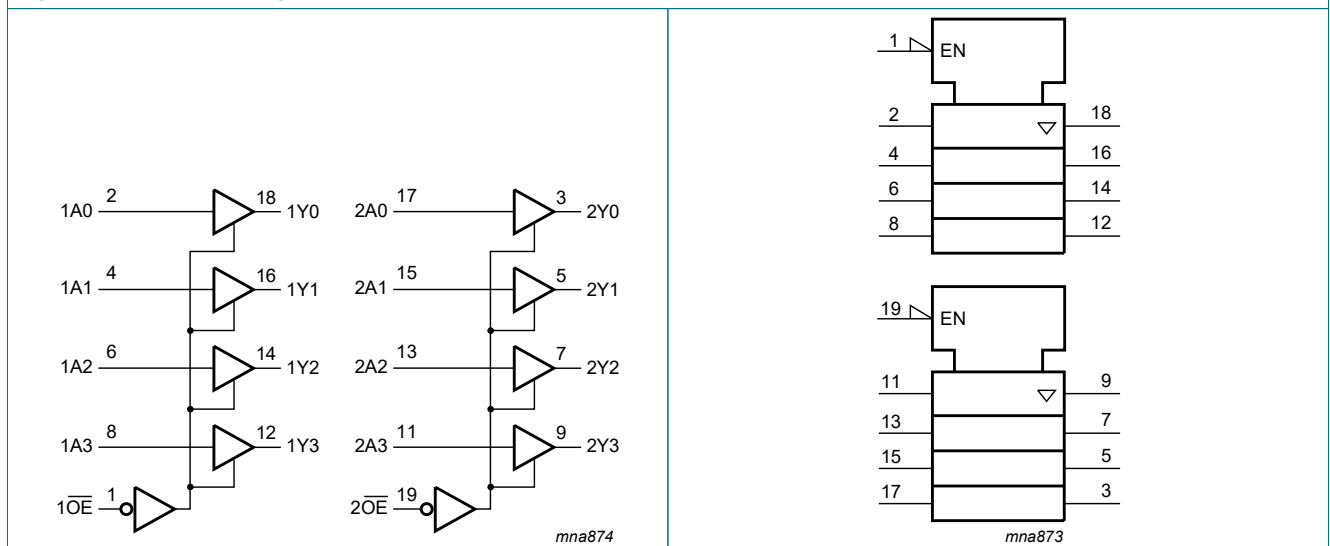 1A0 2 18 1Y0
2A0 17 3 2Y0
1A1 4 16 1Y1
2A1 15 5 2Y1
1A2 6 14 1Y2
2A2 13 7 2Y2
1A3 8 12 1Y3
2A3 11 9 2Y3
1O̅E̅ 1
2O̅E̅ 19
mna874
1 EN
2 18
4 16
6 14
8 12
19 EN
11 9
13 7
15 5
17 3
mna873